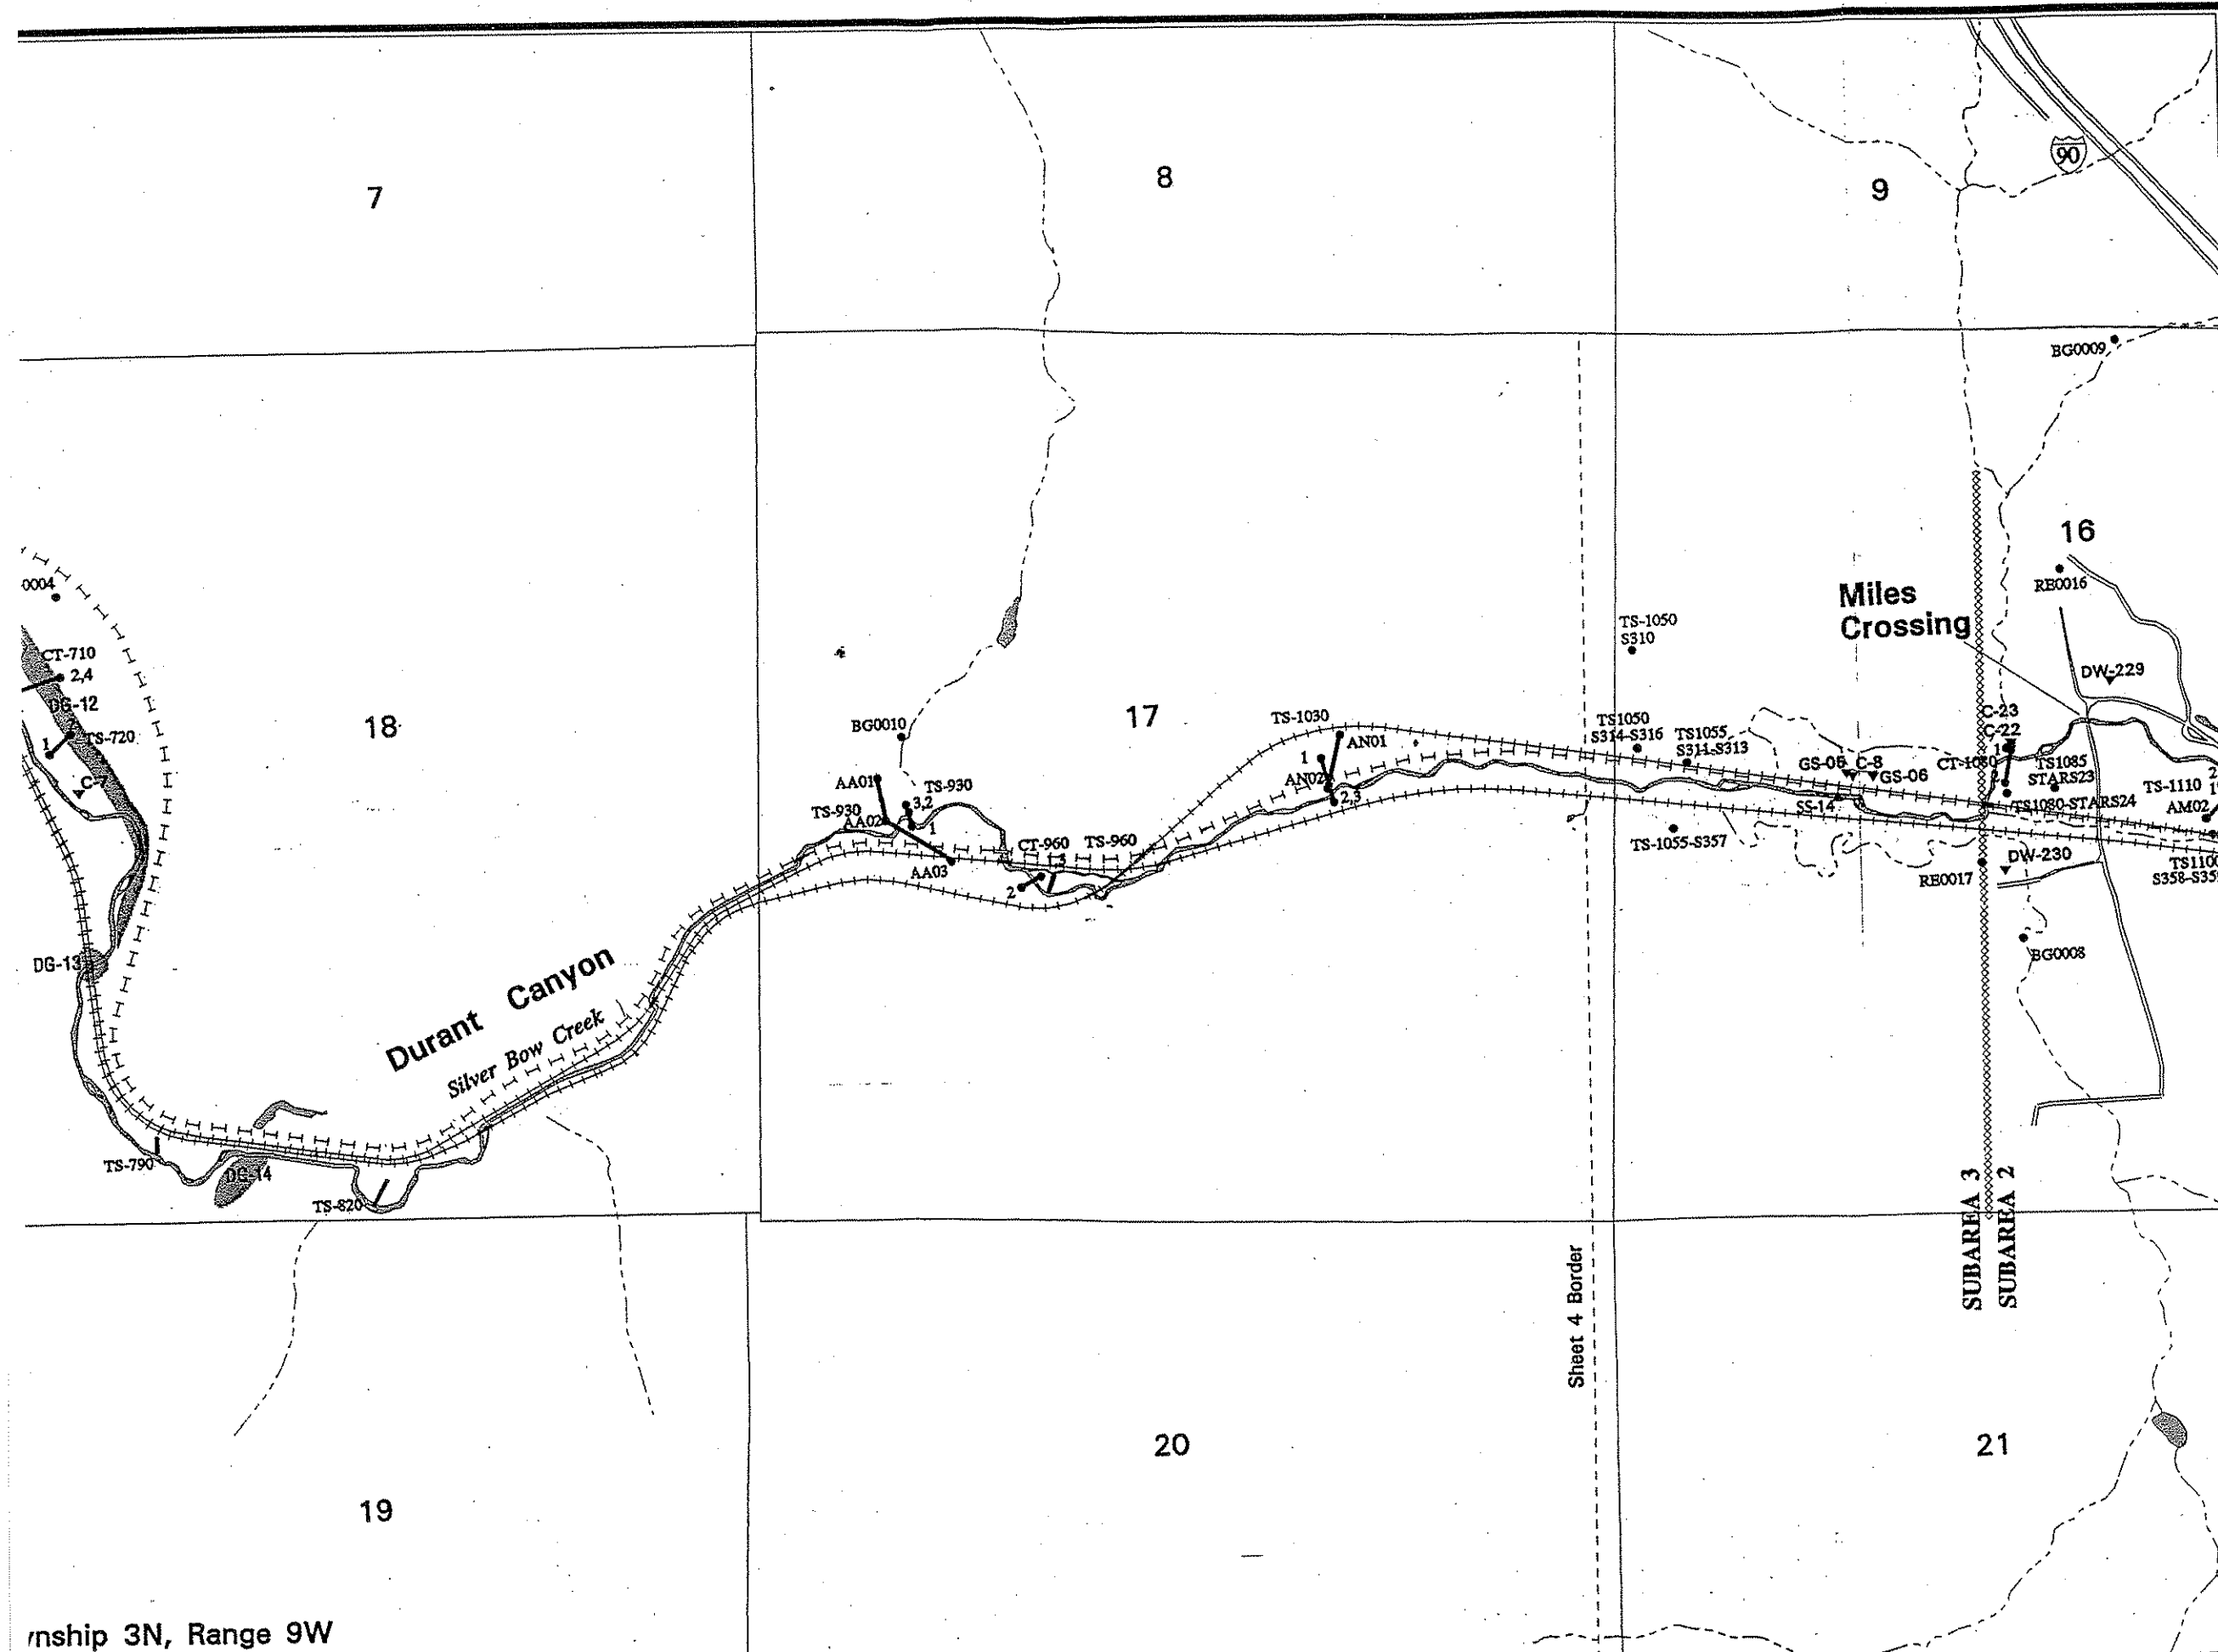 7
8
9
90
BG0009
16
0004
RE0016
Miles
Crossing
TS-1050
S310
CT-710
2,4
DW-229
DG-12
18
17
TS-1030
TS1050
S314-S316
C-23
C-22
BG0010
TS-720
1
AN01
TS1055
S311-S313
1
1
C-7
AA01
TS-930
AN02
GS-05
C-8
GS-06
CT-1080
TS1085
STARS23
TS-1110
3,2
2,3
SS-14
TS1080-STARS24
AM02
TS-930
AA02
1
CT-960
TS-960
TS-1055-S357
AA03
2
DW-230
TS1100
RE0017
DG-13
BG0008
Durant Canyon
Silver Bow Creek
TS-790
DG-14
TS-820
SUBAREA 3
SUBAREA 2
Sheet 4 Border
20
21
19
nship 3N, Range 9W